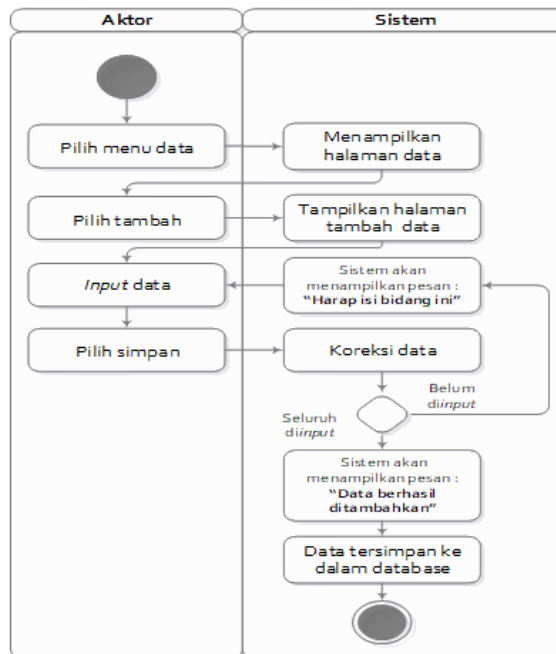 Aktor
Sistem
Pilih menu data
Menampilkan
halaman data
Pilih tambah
Tampilkan halaman
tambah data
Input data
Sistem akan
menampilkan pesan :
“Harap isi bidang ini”
Pilih simpan
Koreksi data
Belum
diinput
Seluruh
diinput
Sistem akan
menampilkan pesan :
“Data berhasil
ditambahkan”
Data tersimpan ke
dalam database